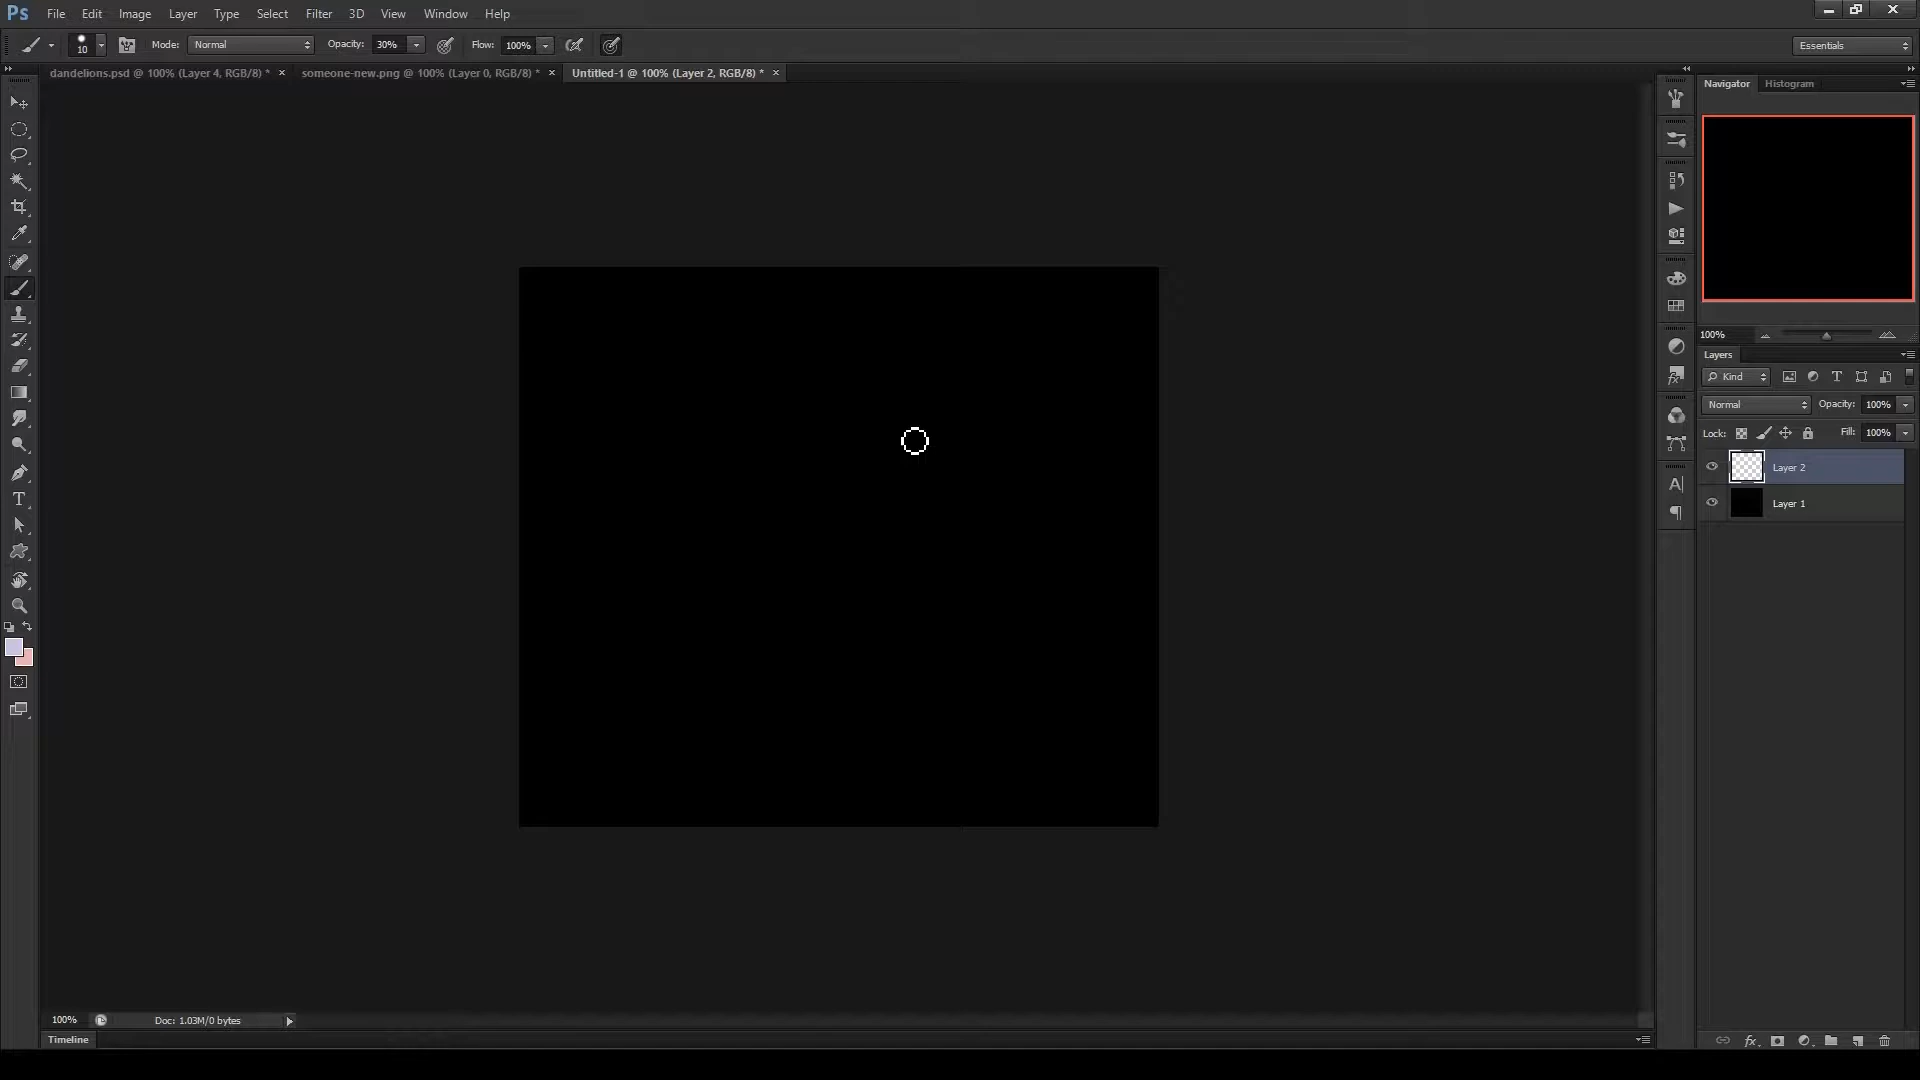 Ps File Edit Image Layer Type Select Filter 3D View Window Help
10 Mode: Normal Opacity: 30% Flow: 100% Essentials
dandelions.psd @ 100% (Layer 4, RGB/8) * × someone-new.png @ 100% (Layer 0, RGB/8) * × Untitled-1 @ 100% (Layer 2, RGB/8) * ×
Navigator Histogram
100%
Layers
Kind
Normal Opacity: 100%
Lock: Fill: 100%
Layer 2
Layer 1
100% Doc: 1.03M/0 bytes
Timeline